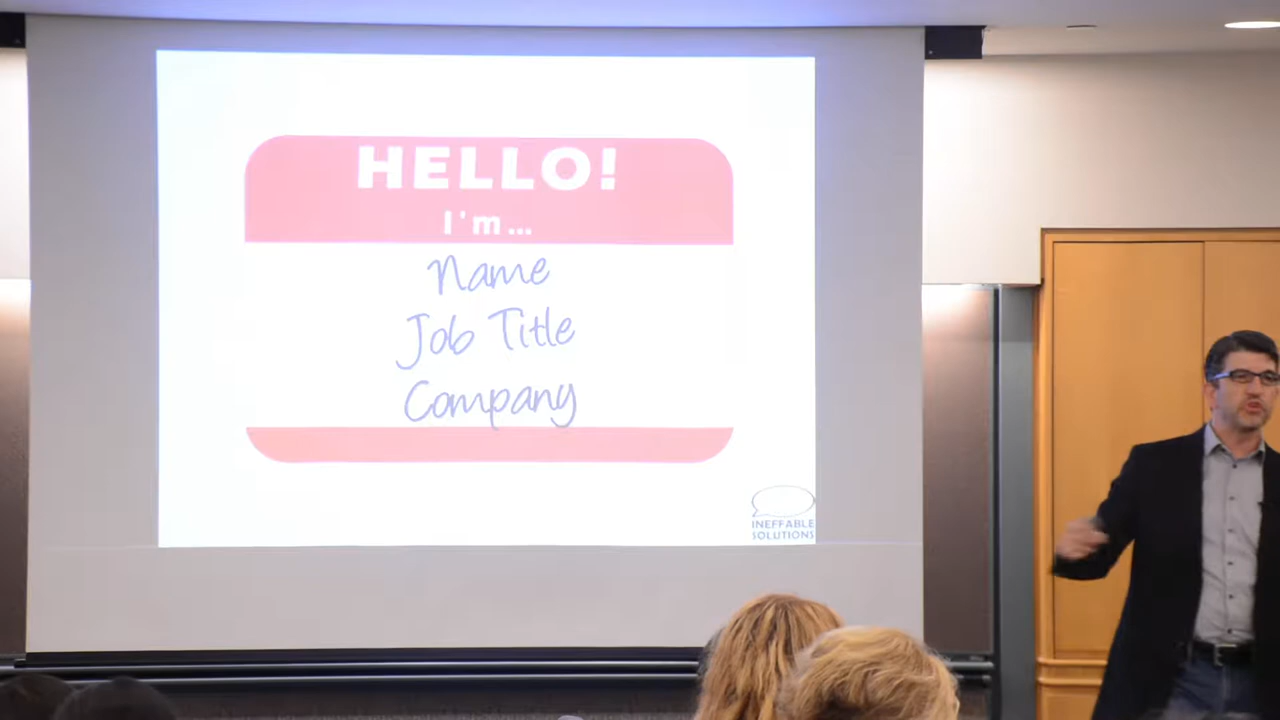 HELLO!
I'm...
Name
Job Title
Company
INEFFABLE
SOLUTIONS